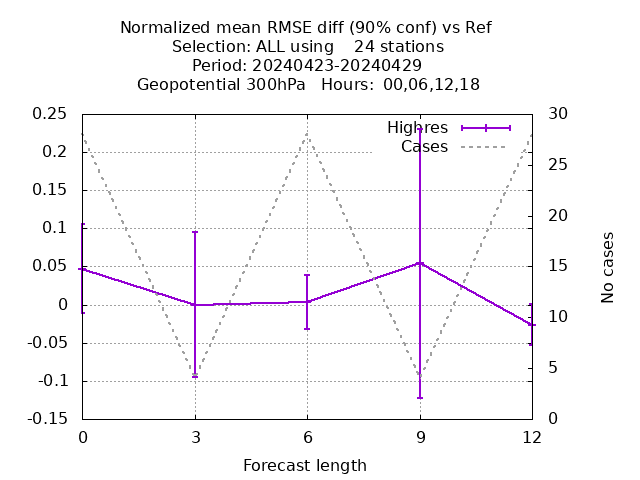 Normalized mean RMSE diff (90% conf) vs Ref
Selection: ALL using    24 stations
Period: 20240423-20240429
Geopotential 300hPa   Hours: 00,06,12,18
Highres
Cases
0.25
0.2
0.15
0.1
0.05
0
-0.05
-0.1
-0.15
30
25
20
15
10
5
0
No cases
0 3 6 9 12
Forecast length